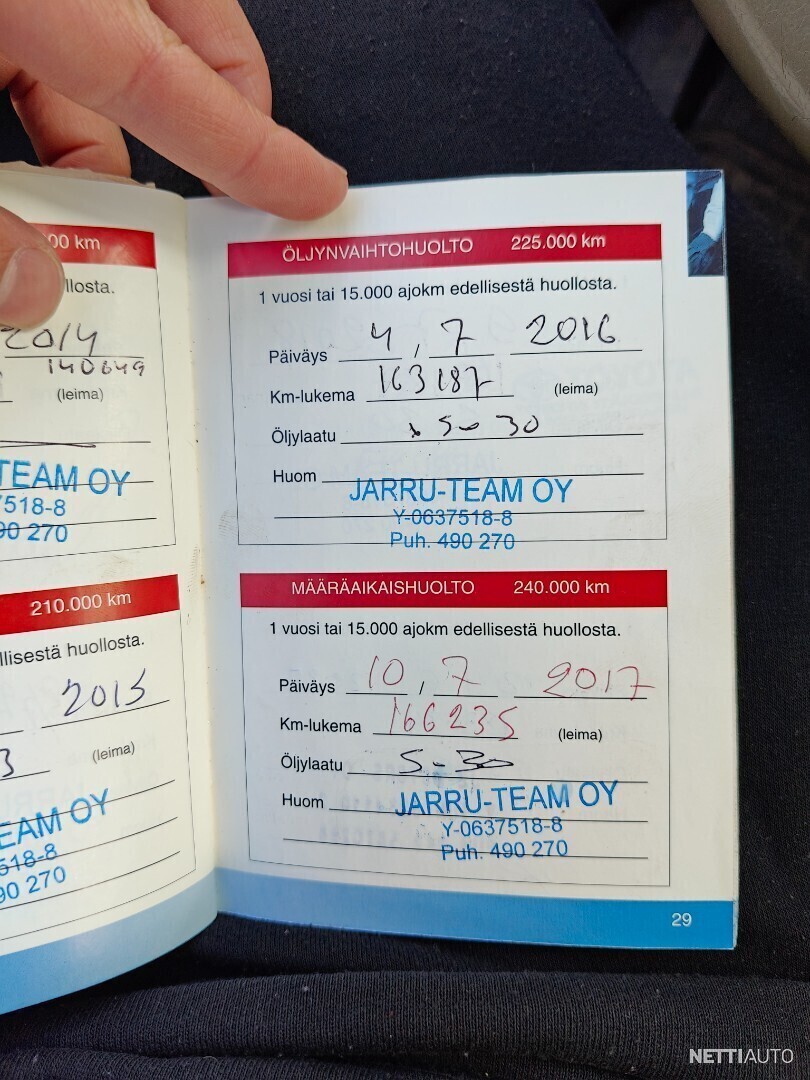 00 km
llosta.
2014
140649
(leima)
TEAM OY
7518-8
90 270
210.000 km
llisestä huollosta.
2015
3
(leima)
EAM OY
518-8
90 270
ÖLJYNVAIHTOHUOLTO 225.000 km
1 vuosi tai 15.000 ajokm edellisestä huollosta.
Päiväys 4 / 7 2016
Km-lukema 163187 (leima)
Öljylaatu 5-30
Huom
JARRU-TEAM OY
Y-0637518-8
Puh. 490 270
MÄÄRÄAIKAISHUOLTO 240.000 km
1 vuosi tai 15.000 ajokm edellisestä huollosta.
Päiväys 10 / 7 2017
Km-lukema 166235 (leima)
Öljylaatu 5-30
Huom
JARRU-TEAM OY
Y-0637518-8
Puh. 490 270
29
NETTIAUTO